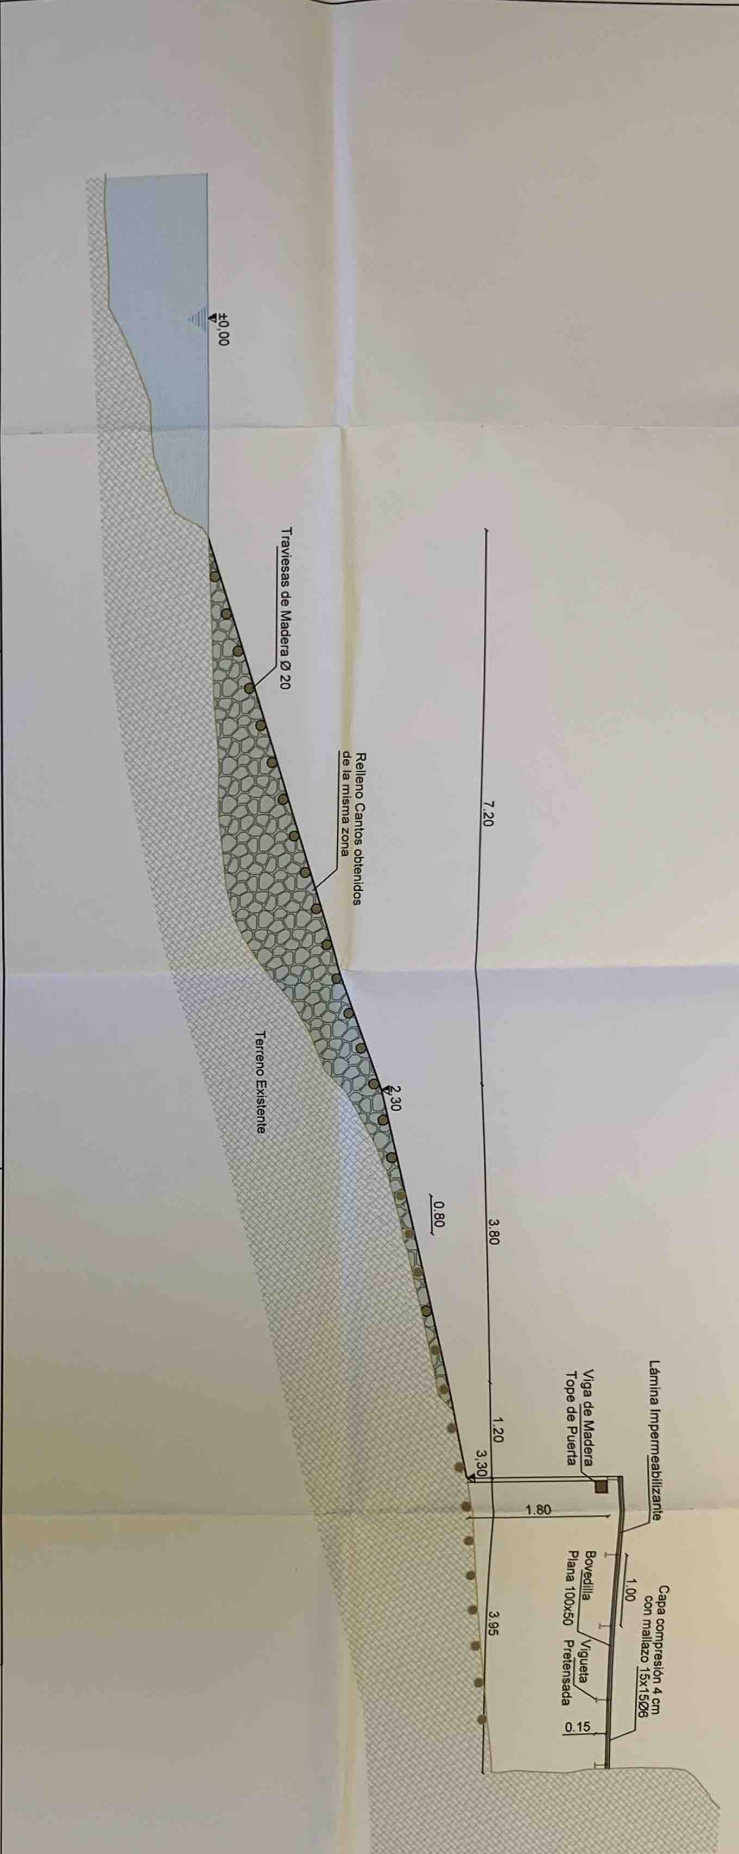 ±0,00
Traviesas de Madera Ø 20
Relleno Cantos obtenidos
de la misma zona
7.20
Terreno Existente
2,30
0.80
3.80
1.20
3,30
Viga de Madera
Tope de Puerta
Lámina Impermeabilizante
1.80
1.00
Bovedilla
Plana 100x50
Vigueta
Pretensada
Capa compresión 4 cm
con mallazo 15x15Ø6
3.95
0.15